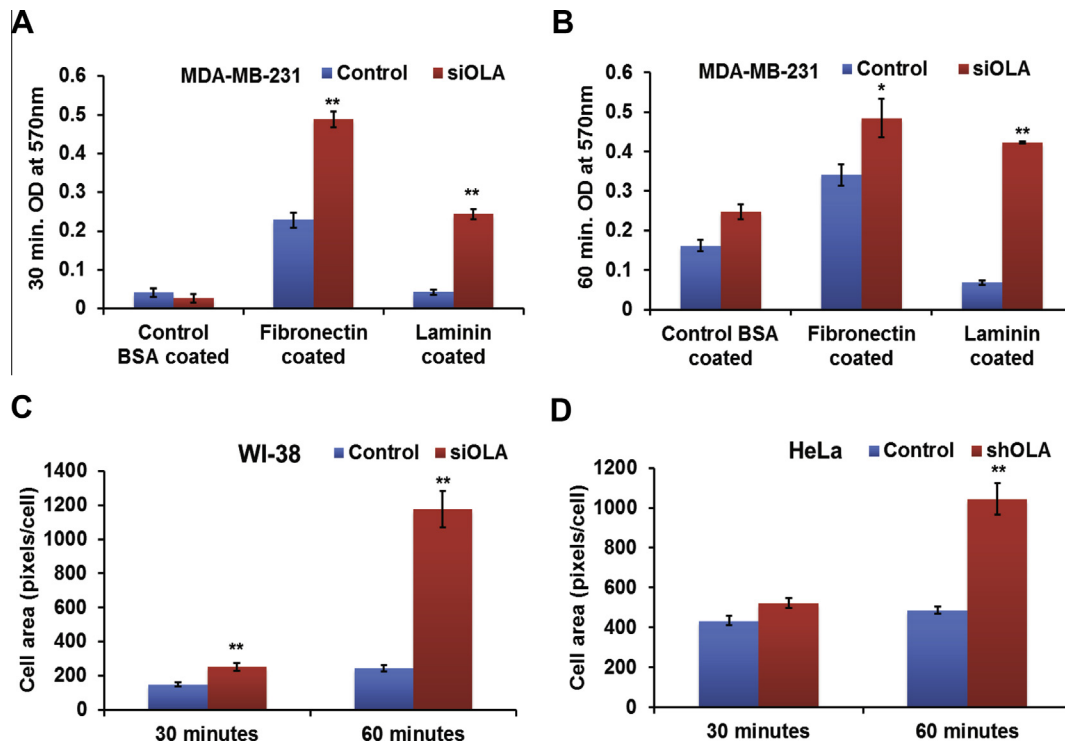 A
MDA-MB-231 Control siOLA
30 min. OD at 570nm
0.6
0.5
0.4
0.3
0.2
0.1
0
**
**
Control BSA coated
Fibronectin coated
Laminin coated
B
MDA-MB-231 Control siOLA
60 min. OD at 570nm
0.6
0.5
0.4
0.3
0.2
0.1
0
*
**
Control BSA coated
Fibronectin coated
Laminin coated
C
WI-38 Control siOLA
Cell area (pixels/cell)
1400
1200
1000
800
600
400
200
0
**
**
30 minutes
60 minutes
D
HeLa Control shOLA
Cell area (pixels/cell)
1200
1000
800
600
400
200
0
**
30 minutes
60 minutes